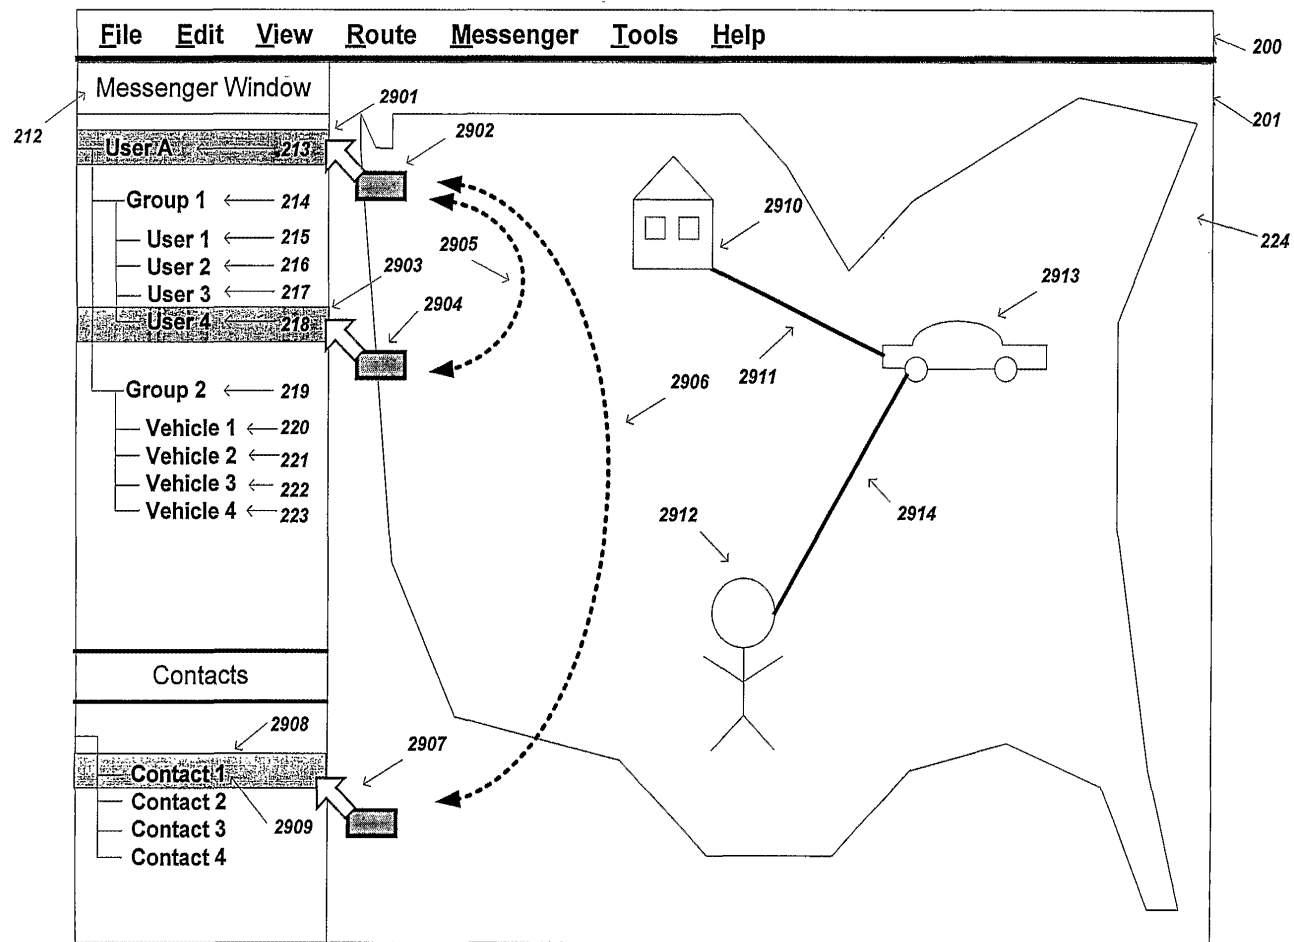 File Edit View Route Messenger Tools Help
200
Messenger Window
2901
201
212
2902
User A 213
Group 1 214
2910
User 1 215
224
2905
User 2 216
2903
2913
User 3 217
2904
User 4 218
2911
2906
Group 2 219
Vehicle 1 220
Vehicle 2 221
Vehicle 3 222
Vehicle 4 223
2912
2914
Contacts
2908
2907
Contact 1
Contact 2
Contact 3 2909
Contact 4